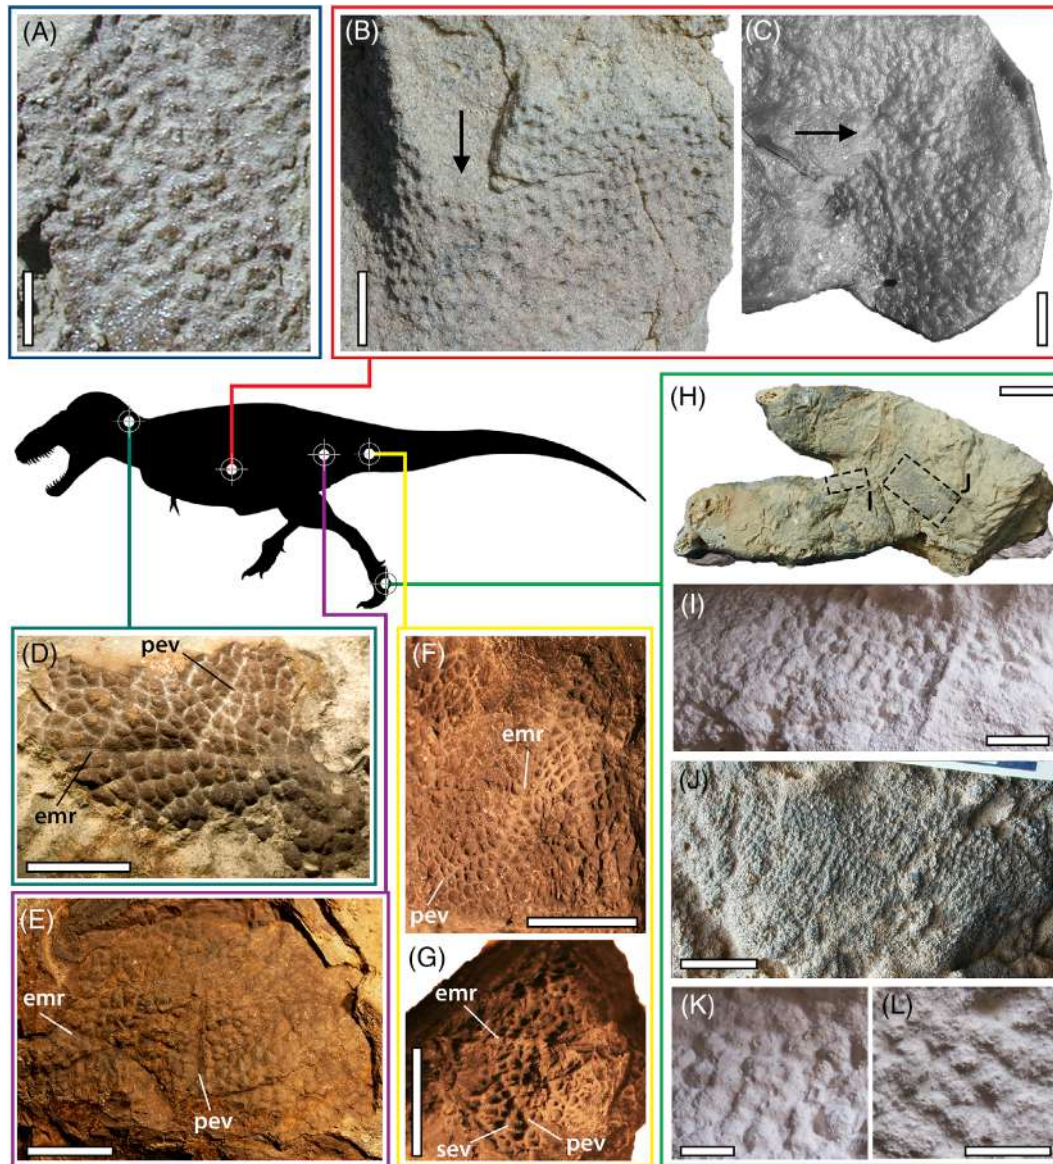 (A)
(B)
(C)
(H)
I
J
(D)
pev
emr
(E)
emr
pev
(F)
emr
pev
(G)
emr
sev
pev
(I)
(J)
(K)
(L)